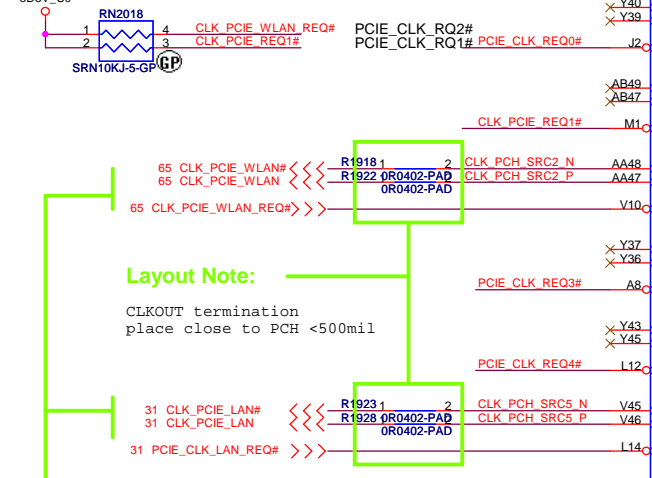 RN2018
Y40
Y39
1 4 CLK_PCIE_WLAN_REQ# PCIE_CLK_RQ2#
2 3 CLK_PCIE_REQ1# PCIE_CLK_RQ1# PCIE_CLK_REQ0# J2
SRN10KJ-5-GP GP
AB49
AB47
CLK_PCIE_REQ1# M1
65 CLK_PCIE_WLAN# R1918 1 2 CLK_PCH_SRC2_N AA48
65 CLK_PCIE_WLAN R1922 0R0402-PAD CLK_PCH_SRC2_P AA47
0R0402-PAD
65 CLK_PCIE_WLAN_REQ# V10
Y37
Y36
Layout Note:
PCIE_CLK_REQ3# A8
CLKOUT termination
place close to PCH <500mil
Y43
Y45
PCIE_CLK_REQ4# L12
31 CLK_PCIE_LAN# R1923 1 2 CLK_PCH_SRC5_N V45
31 CLK_PCIE_LAN R1928 0R0402-PAD CLK_PCH_SRC5_P V46
0R0402-PAD
31 PCIE_CLK_LAN_REQ# L14